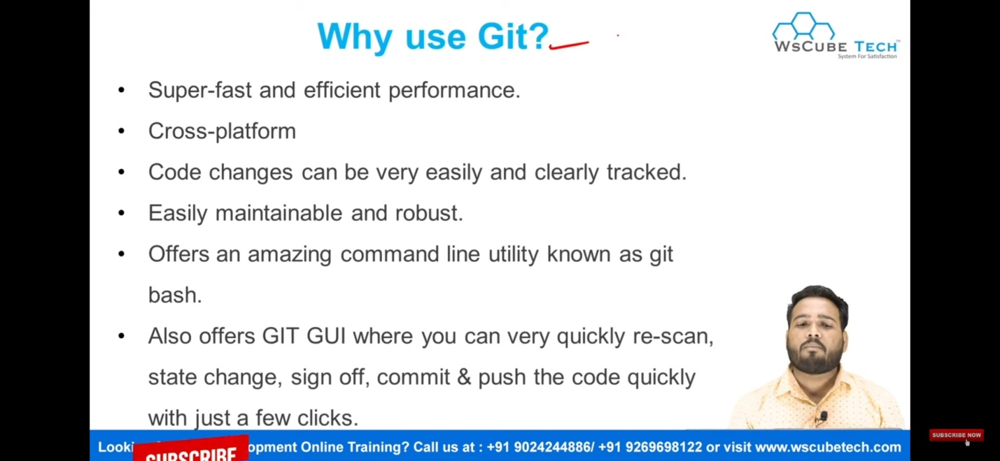 Why use Git?
WsCube Tech
System For Satisfaction
• Super-fast and efficient performance.
• Cross-platform
• Code changes can be very easily and clearly tracked.
• Easily maintainable and robust.
• Offers an amazing command line utility known as git
bash.
• Also offers GIT GUI where you can very quickly re-scan,
state change, sign off, commit & push the code quickly
with just a few clicks.
opment Online Training? Call us at : +91 9024244886/ +91 9269698122 or visit www.wscubetech.com
SUBSCRIBE
SUBSCRIBE NOW